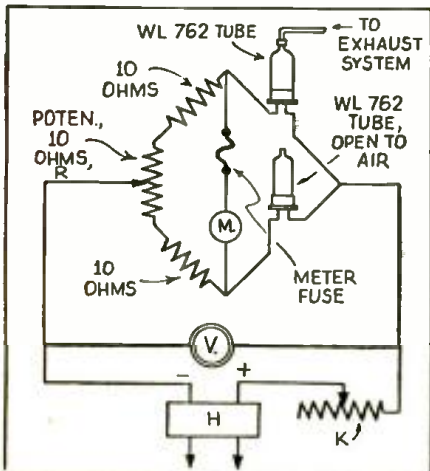 WL 762 TUBE
TO
EXHAUST
SYSTEM
10
OHMS
WL 762
TUBE,
OPEN TO
AIR
POTEN.,
10
OHMS,
R
M.
10
OHMS
METER
FUSE
V.
-
+
H
K